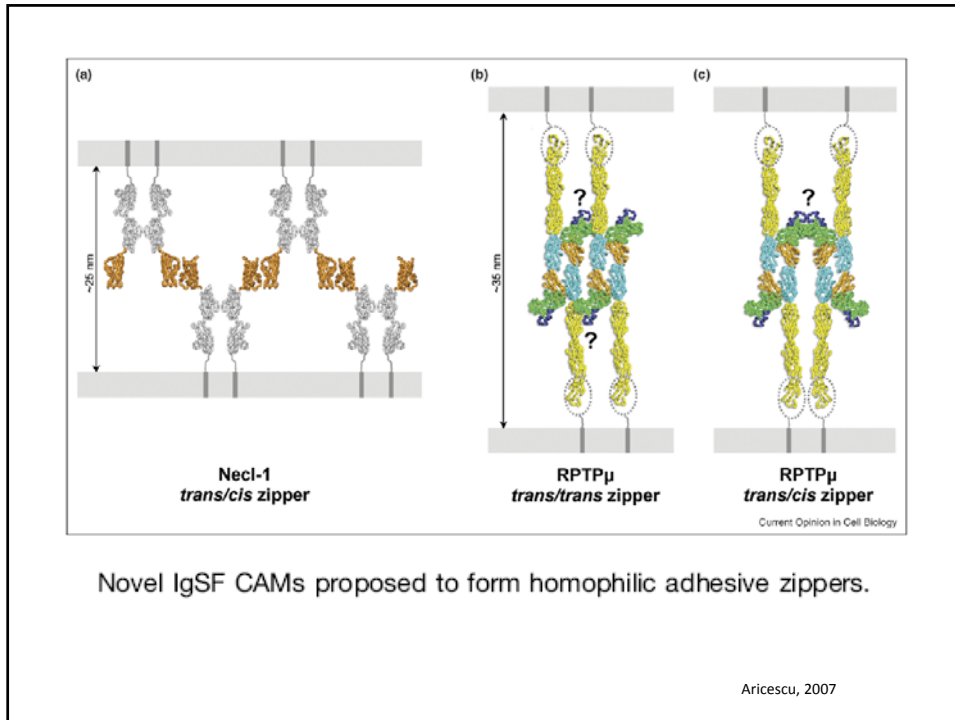 (a)
(b)
(c)
~25 nm
~35 nm
?
?
?
Necl-1
trans/cis zipper
RPTPµ
trans/trans zipper
RPTPµ
trans/cis zipper
Current Opinion in Cell Biology
Novel IgSF CAMs proposed to form homophilic adhesive zippers.
Aricescu, 2007